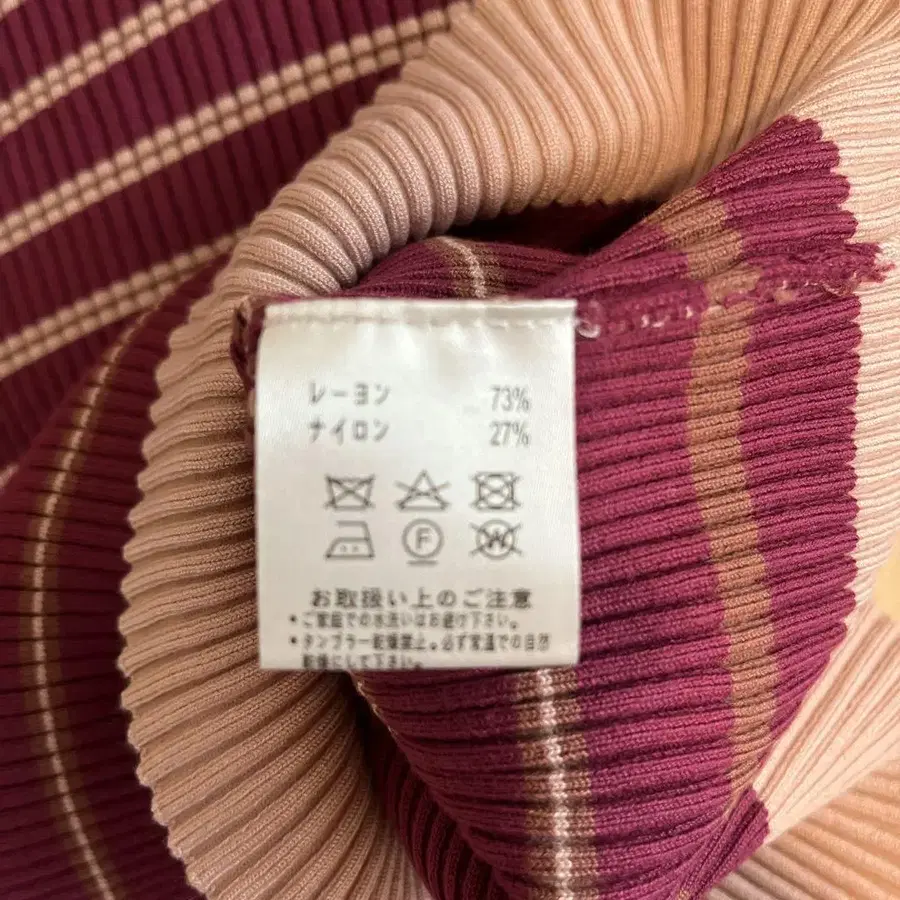 レーヨン 73%
ナイロン 27%
F
W
お取扱い上のご注意
•ご家庭での水洗いはお避け下さい。
•タンブラー乾燥禁止。必ず常温での自然
乾燥にして下さい。